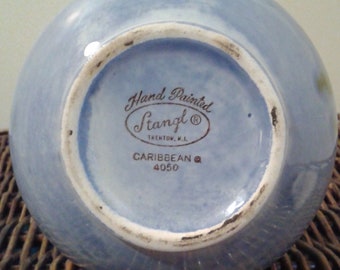 Hand Painted
Stangl ®
TRENTON, N.J.
CARIBBEAN ®
4050